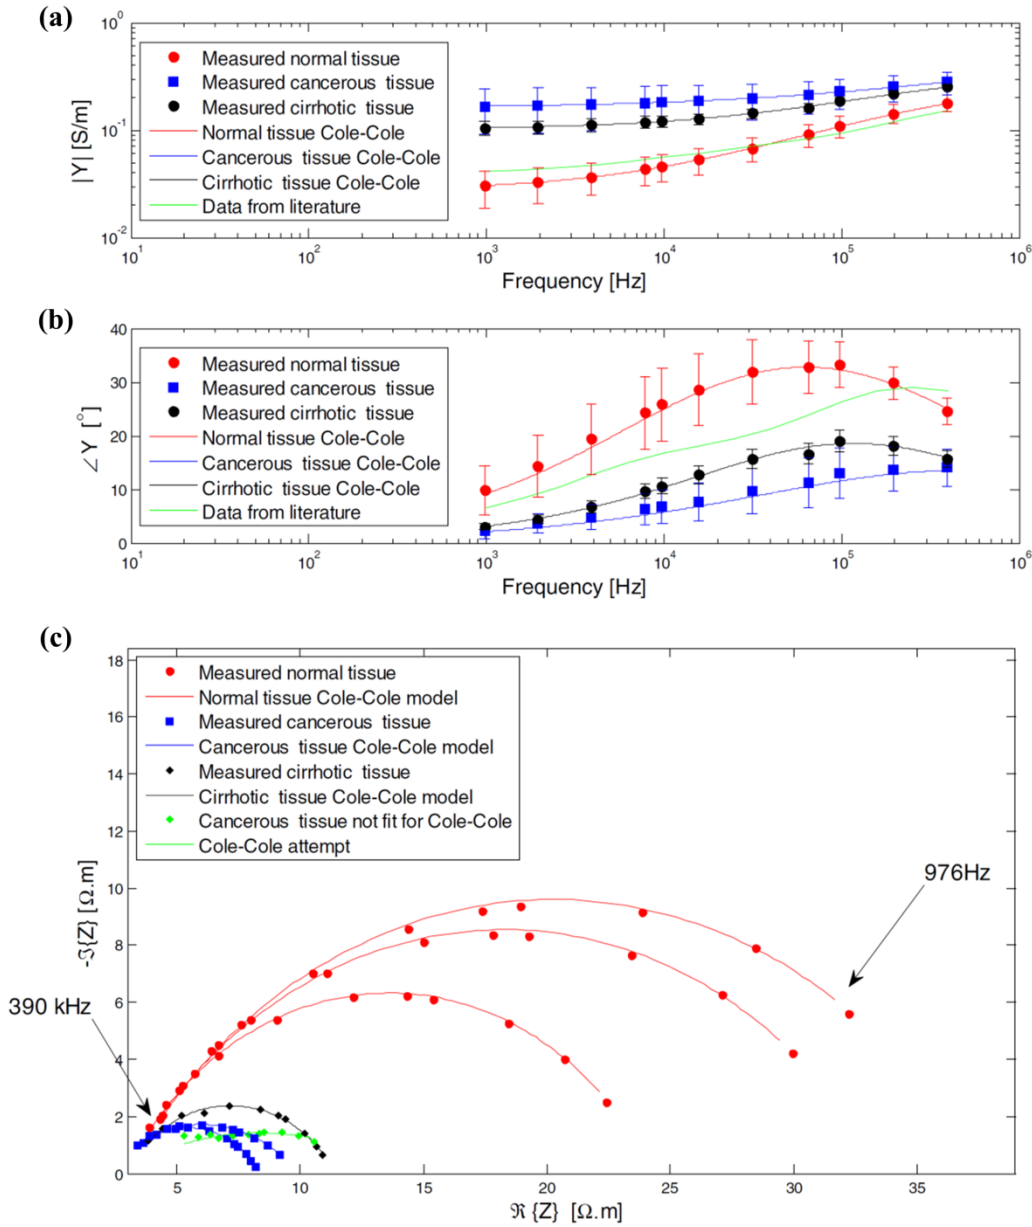 (a)
10⁰
10⁻¹
10⁻²
|Y| [S/m]
Measured normal tissue
Measured cancerous tissue
Measured cirrhotic tissue
Normal tissue Cole-Cole
Cancerous tissue Cole-Cole
Cirrhotic tissue Cole-Cole
Data from literature
10¹ 10² 10³ 10⁴ 10⁵ 10⁶
Frequency [Hz]
(b)
40
30
20
10
0
∠Y [°]
Measured normal tissue
Measured cancerous tissue
Measured cirrhotic tissue
Normal tissue Cole-Cole
Cancerous tissue Cole-Cole
Cirrhotic tissue Cole-Cole
Data from literature
10¹ 10² 10³ 10⁴ 10⁵ 10⁶
Frequency [Hz]
(c)
18
16
14
12
10
8
6
4
2
0
-ℑ{Z} [Ω.m]
Measured normal tissue
Normal tissue Cole-Cole model
Measured cancerous tissue
Cancerous tissue Cole-Cole model
Measured cirrhotic tissue
Cirrhotic tissue Cole-Cole model
Cancerous tissue not fit for Cole-Cole
Cole-Cole attempt
976Hz
390 kHz
5 10 15 20 25 30 35
ℜ {Z} [Ω.m]